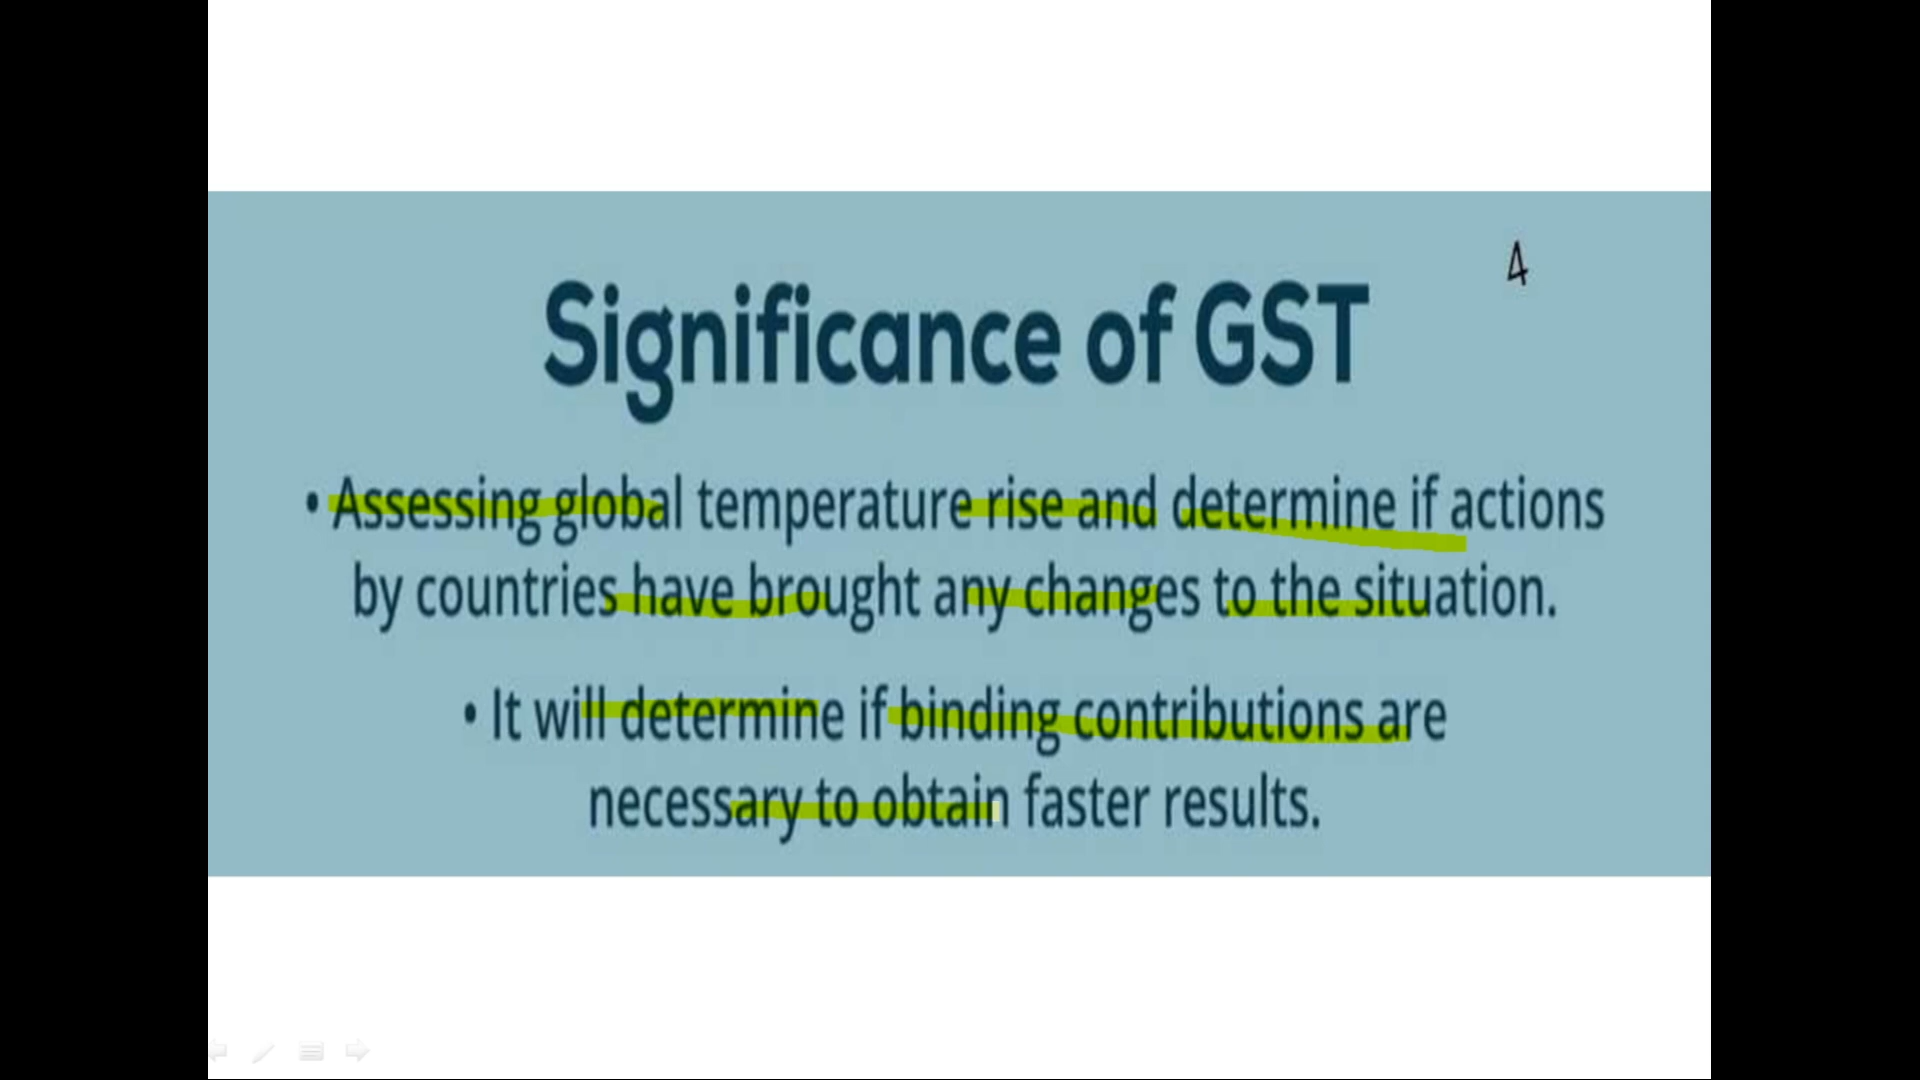 4
Significance of GST
• Assessing global temperature rise and determine if actions
by countries have brought any changes to the situation.
• It will determine if binding contributions are
necessary to obtain faster results.